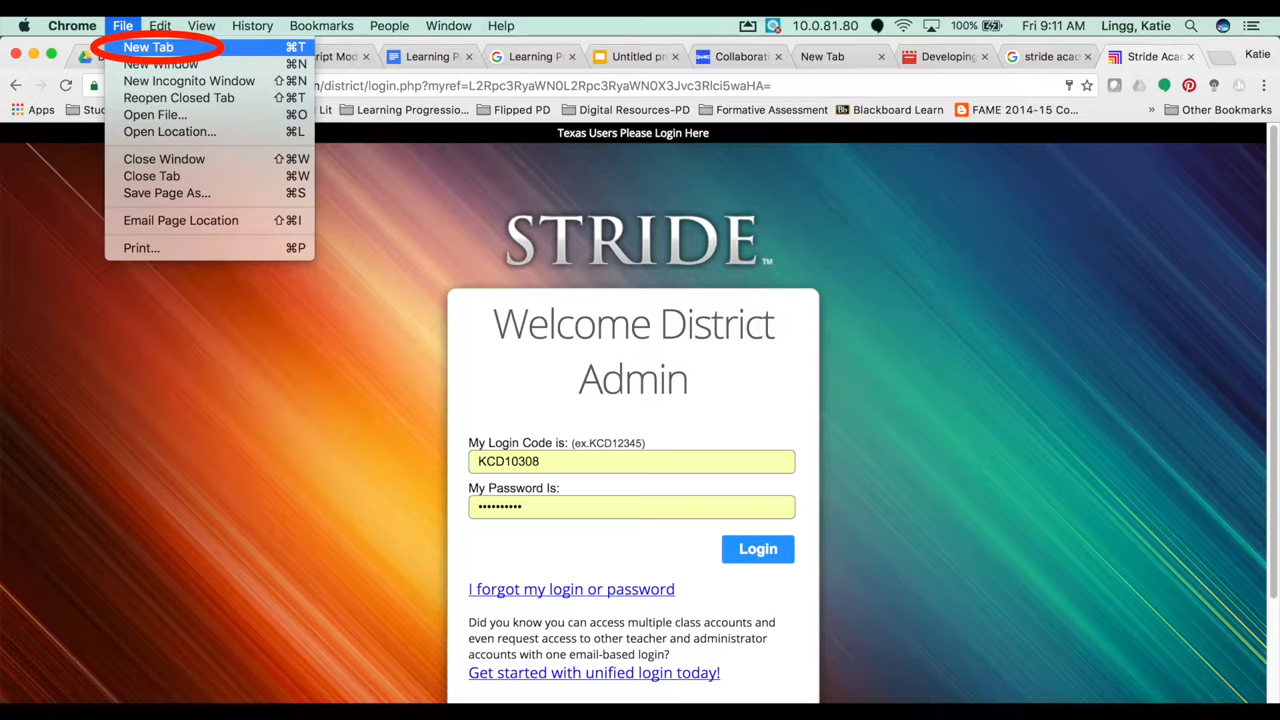 Chrome File Edit View History Bookmarks People Window Help 10.0.81.80 100% Fri 9:11 AM Lingg, Katie
New Tab ⌘T
New Window ⌘N
New Incognito Window ⇧⌘N
Reopen Closed Tab ⇧⌘T
Open File... ⌘O
Open Location... ⌘L
Close Window ⇧⌘W
Close Tab ⌘W
Save Page As... ⌘S
Email Page Location ⇧⌘I
Print... ⌘P
ript Mod Learning P Learning P Untitled pr Collaborati New Tab Developing stride acad Stride Aca Katie
m/district/login.php?myref=L2Rpc3RyaWN0L2Rpc3RyaWN0X3Jvc3Rlci5waHA=
Apps Stu Lit Learning Progressio... Flipped PD Digital Resources-PD Formative Assessment Blackboard Learn FAME 2014-15 Co... » Other Bookmarks
Texas Users Please Login Here
STRIDE™
Welcome District
Admin
My Login Code is: (ex.KCD12345)
KCD10308
My Password Is:
••••••••••
Login
I forgot my login or password
Did you know you can access multiple class accounts and
even request access to other teacher and administrator
accounts with one email-based login?
Get started with unified login today!